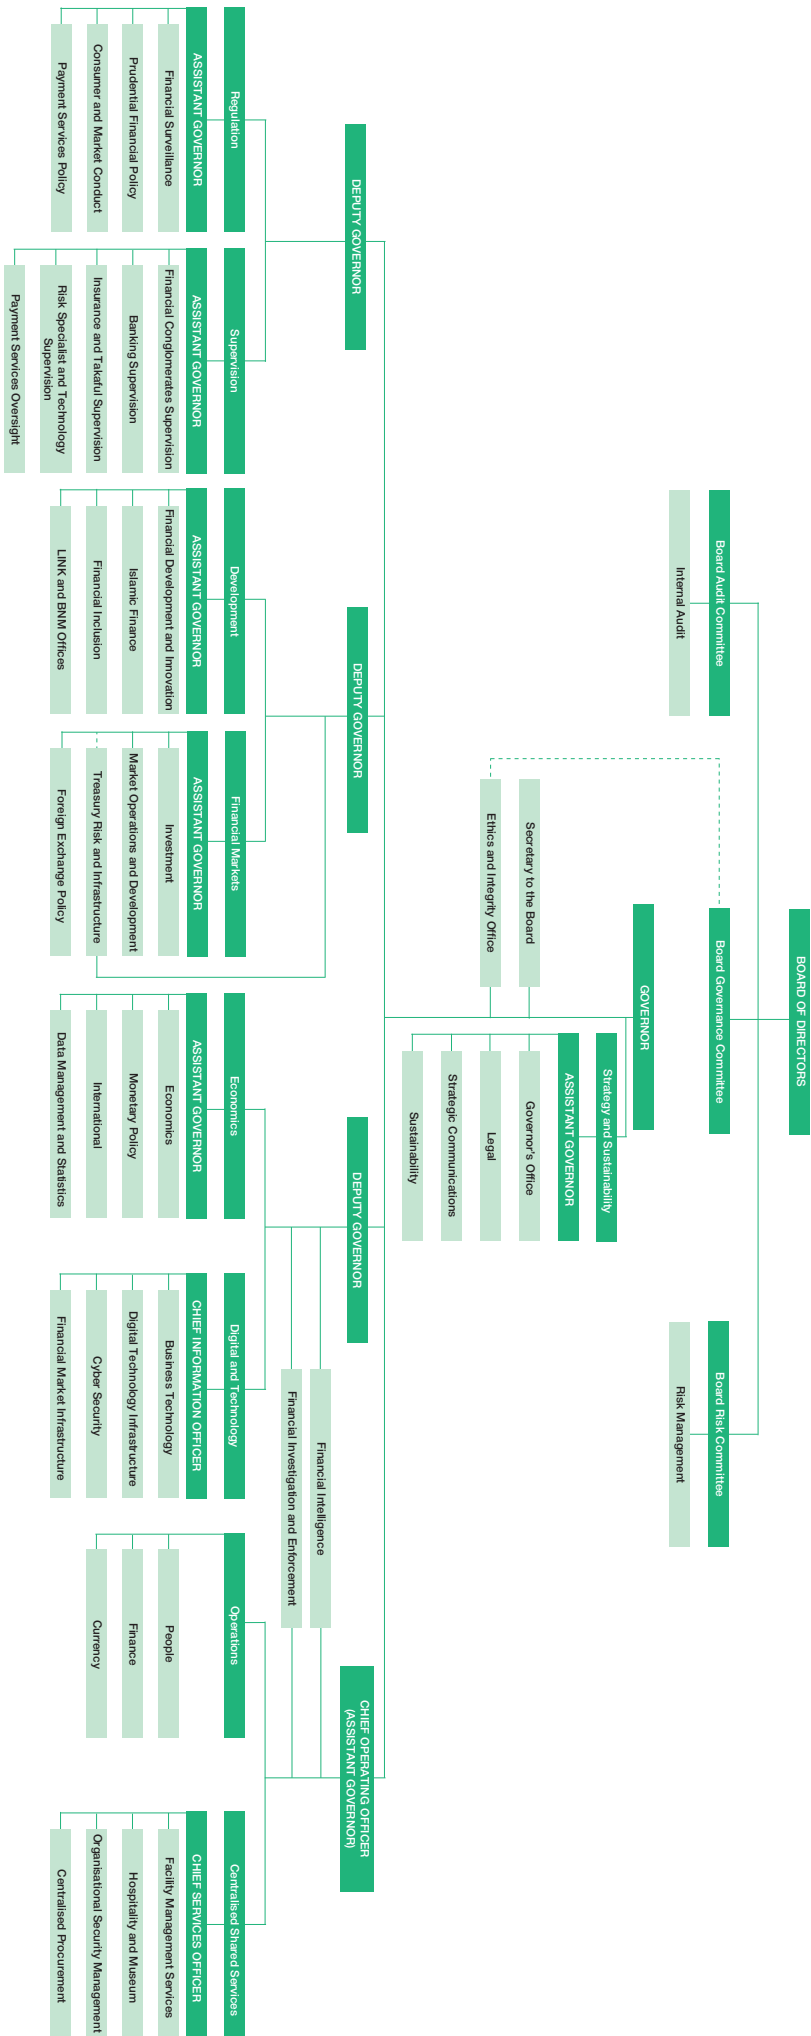 BOARD OF DIRECTORS
Board Audit Committee
Internal Audit
Board Governance Committee
Board Risk Committee
Risk Management
GOVERNOR
Secretary to the Board
Ethics and Integrity Office
Strategy and Sustainability
ASSISTANT GOVERNOR
Governor's Office
Legal
Strategic Communications
Sustainability
DEPUTY GOVERNOR
DEPUTY GOVERNOR
DEPUTY GOVERNOR
CHIEF OPERATING OFFICER
(ASSISTANT GOVERNOR)
Financial Intelligence
Financial Investigation and Enforcement
Regulation
ASSISTANT GOVERNOR
Financial Surveillance
Prudential Financial Policy
Consumer and Market Conduct
Payment Services Policy
Supervision
ASSISTANT GOVERNOR
Financial Conglomerates Supervision
Banking Supervision
Insurance and Takaful Supervision
Risk Specialist and Technology
Supervision
Payment Services Oversight
Development
ASSISTANT GOVERNOR
Financial Development and Innovation
Islamic Finance
Financial Inclusion
LINK and BNM Offices
Financial Markets
ASSISTANT GOVERNOR
Investment
Market Operations and Development
Treasury Risk and Infrastructure
Foreign Exchange Policy
Economics
ASSISTANT GOVERNOR
Economics
Monetary Policy
International
Data Management and Statistics
Digital and Technology
CHIEF INFORMATION OFFICER
Business Technology
Digital Technology Infrastructure
Cyber Security
Financial Market Infrastructure
Operations
People
Finance
Currency
Centralised Shared Services
CHIEF SERVICES OFFICER
Facility Management Services
Hospitality and Museum
Organisational Security Management
Centralised Procurement